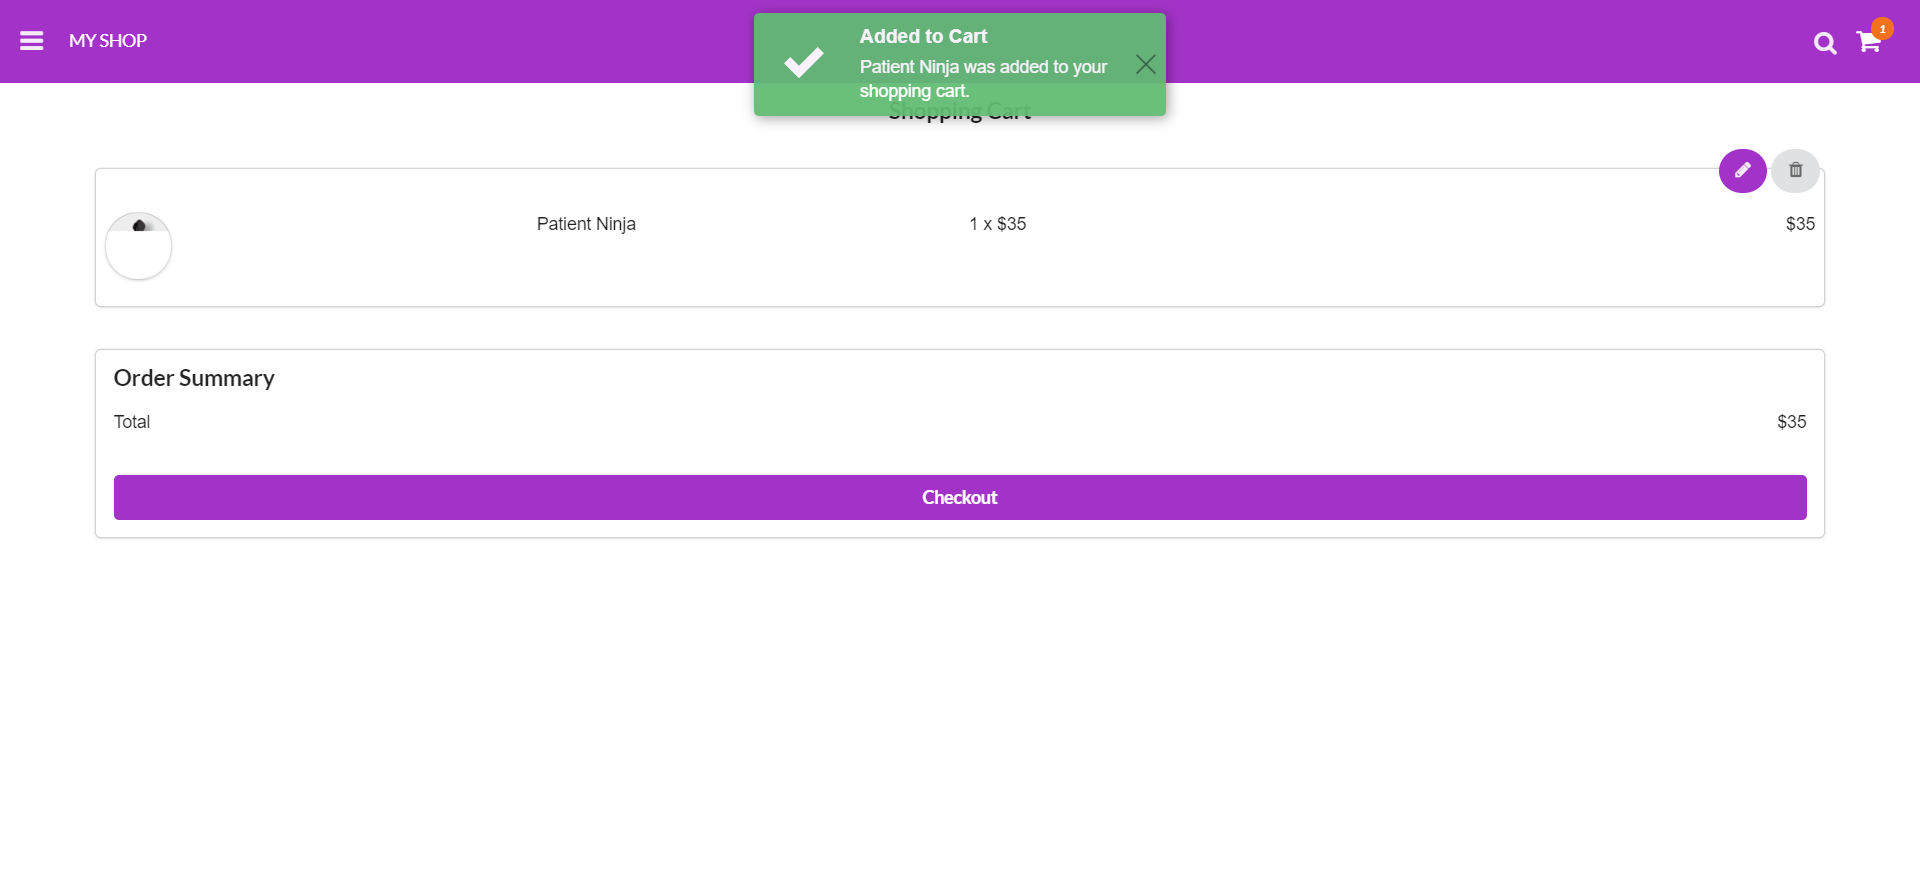 MY SHOP
1
Added to Cart
Patient Ninja was added to your
shopping cart.
Shopping Cart
Patient Ninja
1 x $35
$35
Order Summary
Total
$35
Checkout